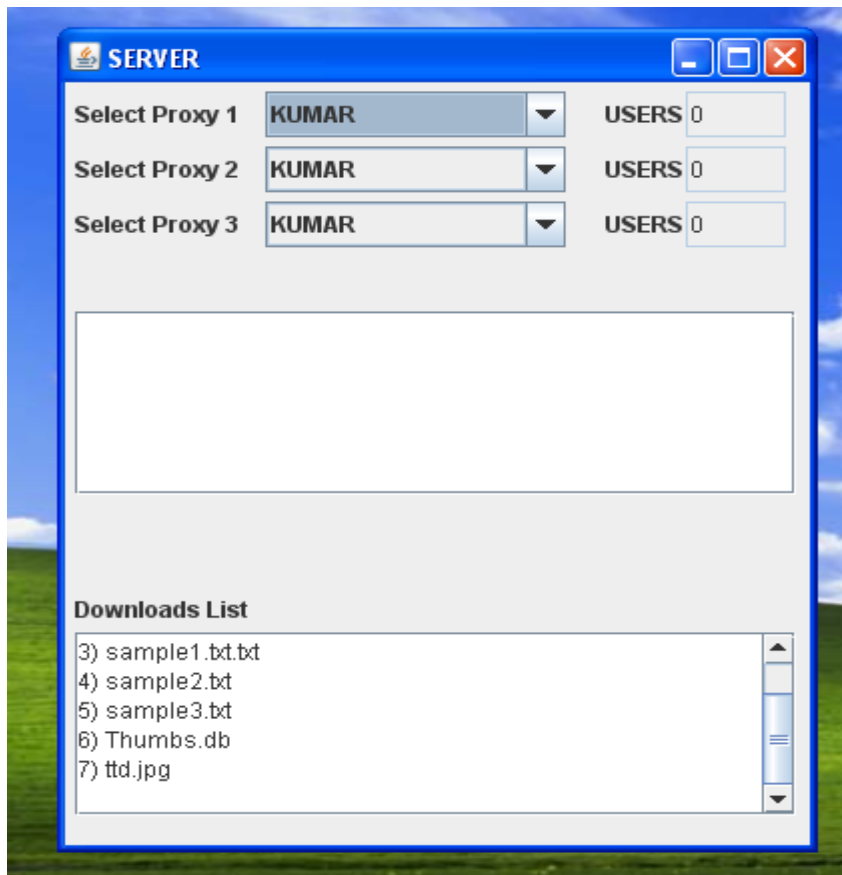 SERVER
Select Proxy 1 KUMAR USERS 0
Select Proxy 2 KUMAR USERS 0
Select Proxy 3 KUMAR USERS 0
Downloads List
3) sample1.txt.txt
4) sample2.txt
5) sample3.txt
6) Thumbs.db
7) ttd.jpg